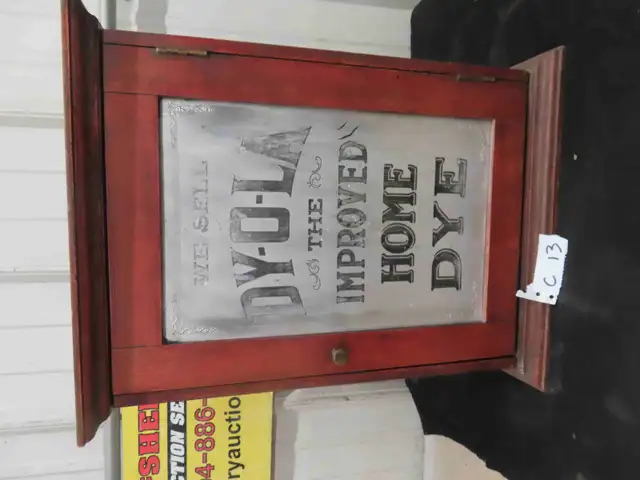 WE SELL
DY-O-LA
THE
IMPROVED
HOME
DYE
C 13